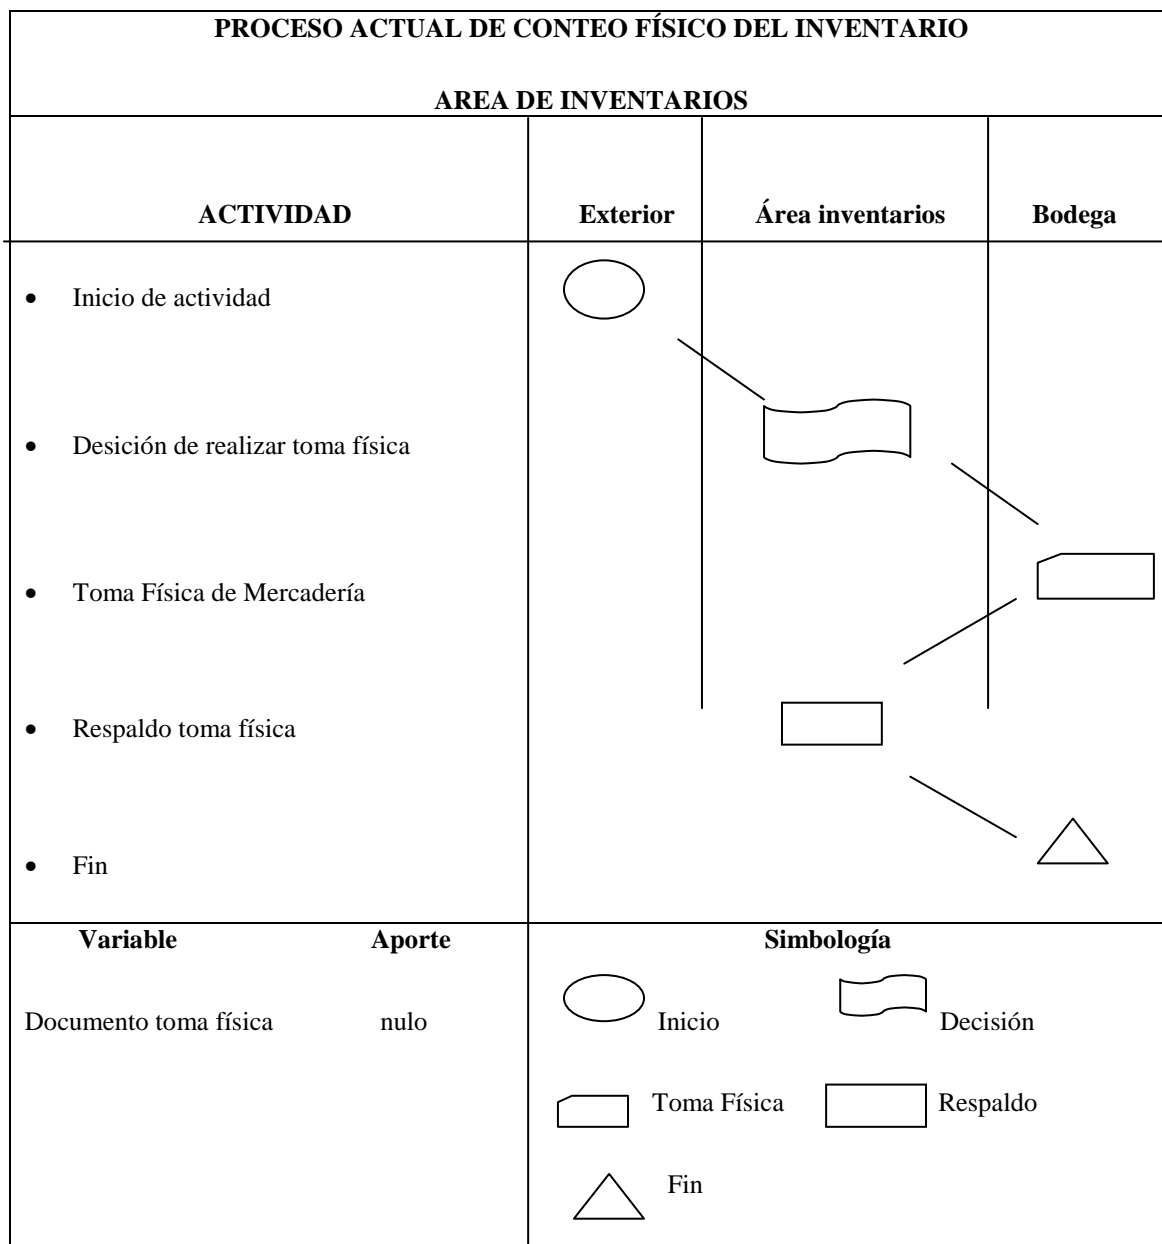 PROCESO ACTUAL DE CONTEO FÍSICO DEL INVENTARIO
AREA DE INVENTARIOS
ACTIVIDAD Exterior Área inventarios Bodega
• Inicio de actividad
• Desición de realizar toma física
• Toma Física de Mercadería
• Respaldo toma física
• Fin
Variable Aporte Simbología
Documento toma física nulo Inicio Decisión
Toma Física Respaldo
Fin